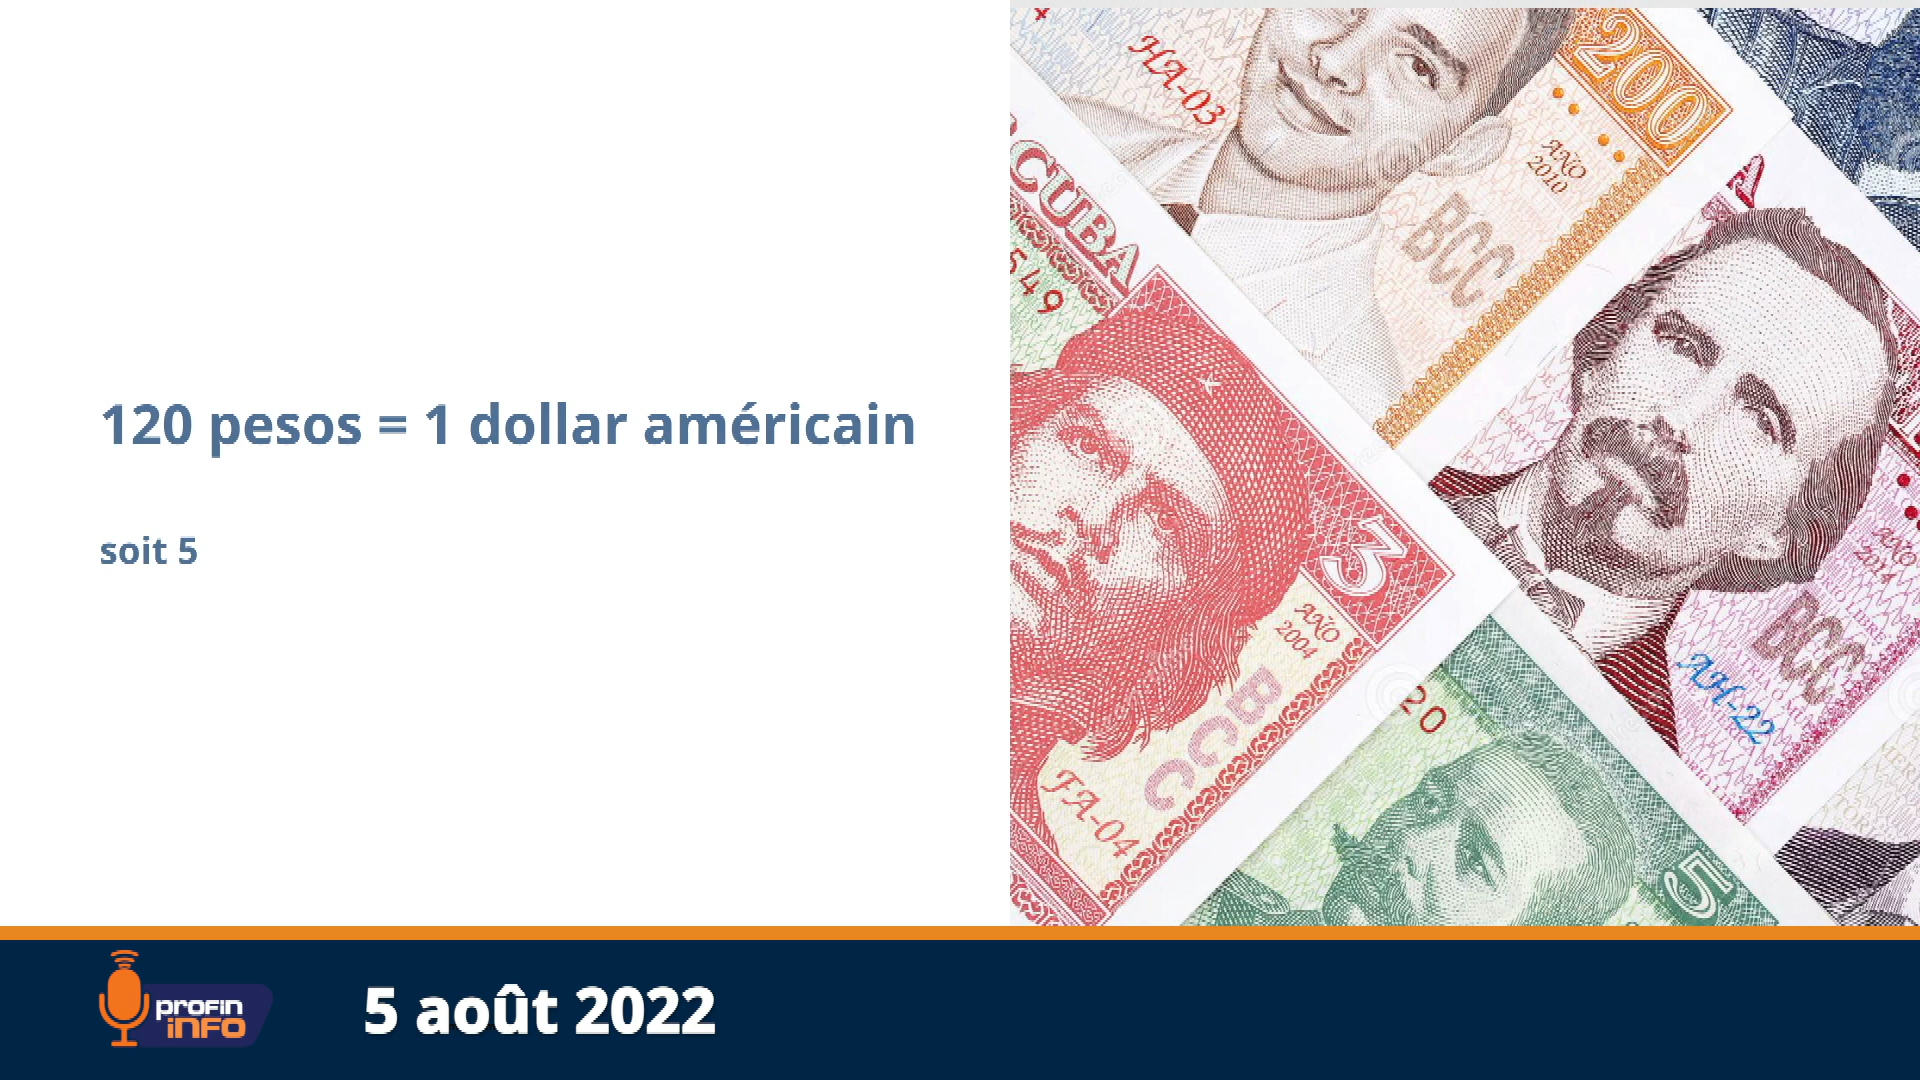 120 pesos = 1 dollar américain
soit 5
HA-03
200
AÑO
2010
BCC
CUBA
549
3
AÑO
2004
BCC
FA-04
AÑO
2014
BCC
AH-22
20
5
PROFIN
INFO
5 août 2022